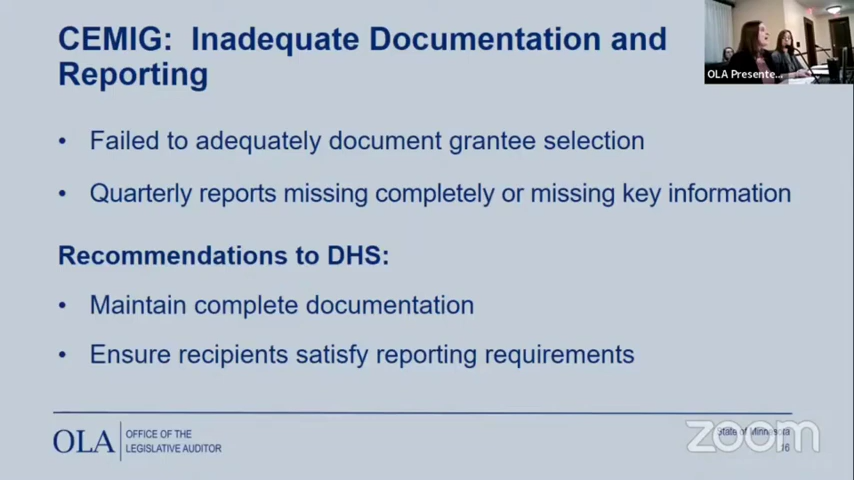 CEMIG: Inadequate Documentation and
Reporting
OLA Presente...
• Failed to adequately document grantee selection
• Quarterly reports missing completely or missing key information
Recommendations to DHS:
• Maintain complete documentation
• Ensure recipients satisfy reporting requirements
OLA
OFFICE OF THE
LEGISLATIVE AUDITOR
State of Minnesota
zoom
16